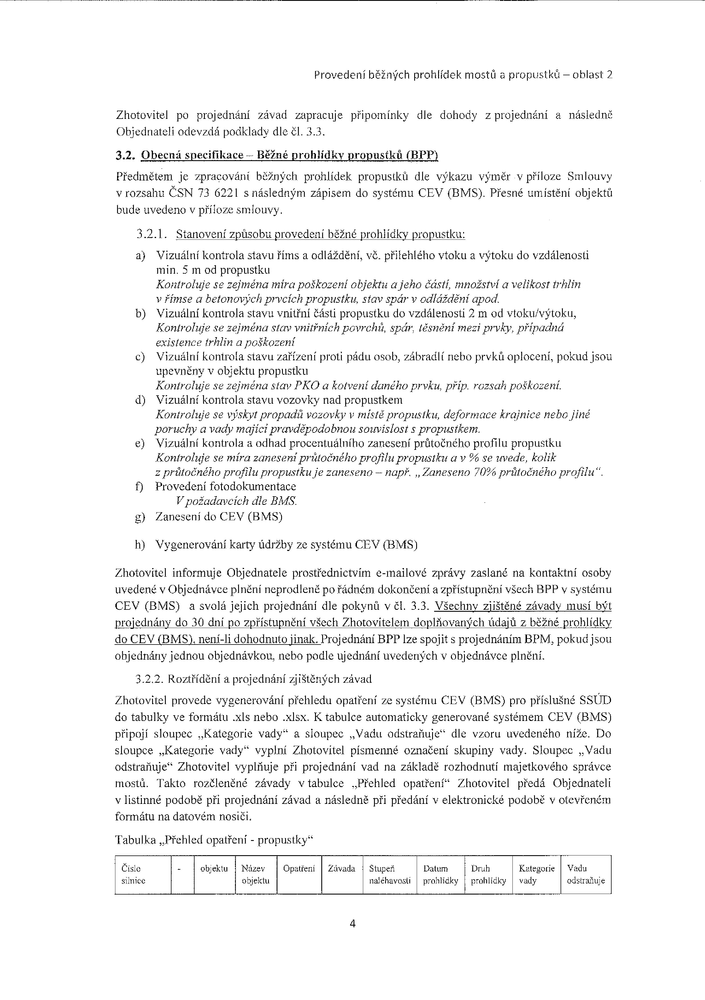 Provedení běžných prohlídek mostů a propustků – oblast 2
Zhotovitel po projednání závad zapracuje připomínky dle dohody z projednání a následně
Objednateli odevzdá podklady dle čl. 3.3.
3.2. Obecná specifikace – Běžné prohlídky propustků (BPP)
Předmětem je zpracování běžných prohlídek propustků dle výkazu výměr v příloze Smlouvy
v rozsahu ČSN 73 6221 s následným zápisem do systému CEV (BMS). Přesné umístění objektů
bude uvedeno v příloze smlouvy.
3.2.1. Stanovení způsobu provedení běžné prohlídky propustku:
a) Vizuální kontrola stavu říms a odláždění, vč. přilehlého vtoku a výtoku do vzdálenosti
min. 5 m od propustku
Kontroluje se zejména míra poškození objektu a jeho částí, množství a velikost trhlin
v římse a betonových prvcích propustku, stav spár v odláždění apod.
b) Vizuální kontrola stavu vnitřní části propustku do vzdálenosti 2 m od vtoku/výtoku,
Kontroluje se zejména stav vnitřních povrchů, spár, těsnění mezi prvky, případná
existence trhlin a poškození
c) Vizuální kontrola stavu zařízení proti pádu osob, zábradlí nebo prvků oplocení, pokud jsou
upevněny v objektu propustku
Kontroluje se zejména stav PKO a kotvení daného prvku, příp. rozsah poškození.
d) Vizuální kontrola stavu vozovky nad propustkem
Kontroluje se výskyt propadů vozovky v místě propustku, deformace krajnice nebo jiné
poruchy a vady mající pravděpodobnou souvislost s propustkem.
e) Vizuální kontrola a odhad procentuálního zanesení průtočného profilu propustku
Kontroluje se míra zanesení průtočného profilu propustku a v % se uvede, kolik
z průtočného profilu propustku je zaneseno – např. „Zaneseno 70% průtočného profilu“.
f) Provedení fotodokumentace
V požadavcích dle BMS.
g) Zanesení do CEV (BMS)
h) Vygenerování karty údržby ze systému CEV (BMS)
Zhotovitel informuje Objednatele prostřednictvím e-mailové zprávy zaslané na kontaktní osoby
uvedené v Objednávce plnění neprodleně po řádném dokončení a zpřístupnění všech BPP v systému
CEV (BMS) a svolá jejich projednání dle pokynů v čl. 3.3. Všechny zjištěné závady musí být
projednány do 30 dní po zpřístupnění všech Zhotovitelem doplňovaných údajů z běžné prohlídky
do CEV (BMS), není-li dohodnuto jinak. Projednání BPP lze spojit s projednáním BPM, pokud jsou
objednány jednou objednávkou, nebo podle ujednání uvedených v objednávce plnění.
3.2.2. Roztřídění a projednání zjištěných závad
Zhotovitel provede vygenerování přehledu opatření ze systému CEV (BMS) pro příslušné SSÚD
do tabulky ve formátu .xls nebo .xlsx. K tabulce automaticky generované systémem CEV (BMS)
připojí sloupec „Kategorie vady“ a sloupec „Vadu odstraňuje“ dle vzoru uvedeného níže. Do
sloupce „Kategorie vady“ vyplní Zhotovitel písmenné označení skupiny vady. Sloupec „Vadu
odstraňuje“ Zhotovitel vyplňuje při projednání vad na základě rozhodnutí majetkového správce
mostů. Takto rozčleněné závady v tabulce „Přehled opatření“ Zhotovitel předá Objednateli
v listinné podobě při projednání závad a následně při předání v elektronické podobě v otevřeném
formátu na datovém nosiči.
Tabulka „Přehled opatření - propustky“
Číslo - objektu Název Opatření Závada Stupeň Datum Druh Kategorie Vadu
silnice objektu naléhavosti prohlídky prohlídky vady odstraňuje
4